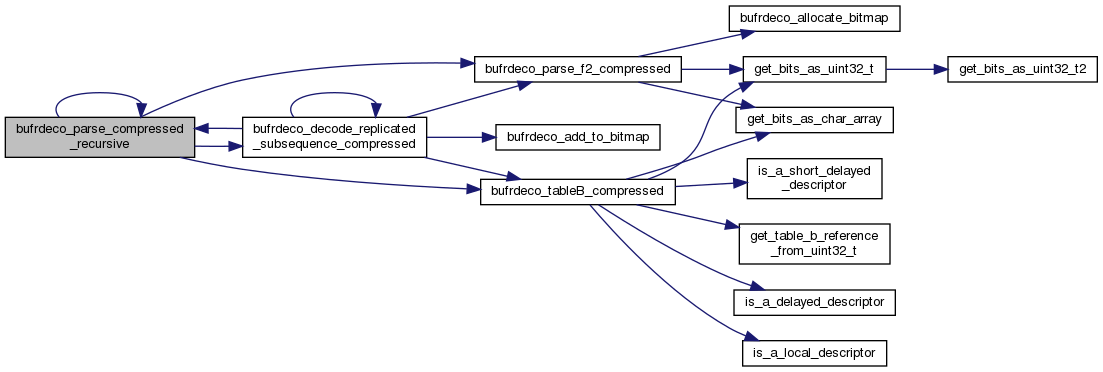 bufrdeco_parse_compressed
_recursive
bufrdeco_decode_replicated
_subsequence_compressed
bufrdeco_parse_f2_compressed
bufrdeco_add_to_bitmap
bufrdeco_tableB_compressed
bufrdeco_allocate_bitmap
get_bits_as_uint32_t
get_bits_as_uint32_t2
get_bits_as_char_array
is_a_short_delayed
_descriptor
get_table_b_reference
_from_uint32_t
is_a_delayed_descriptor
is_a_local_descriptor